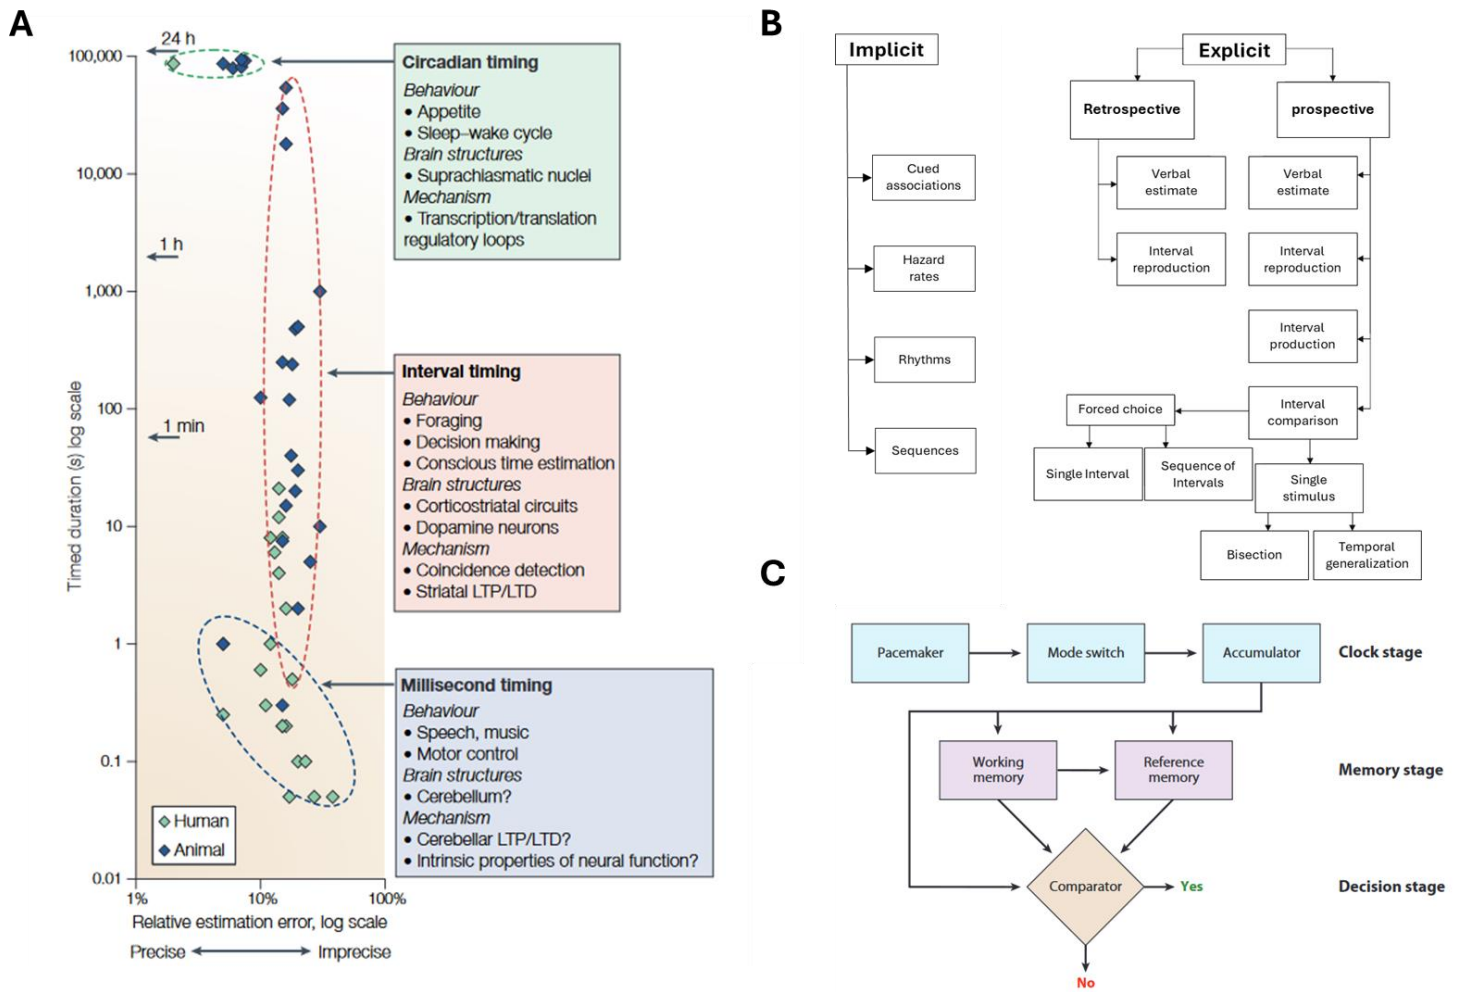 A
24 h
100,000
10,000
1 h
1,000
100
1 min
10
1
0.1
0.01
Timed duration (s) log scale
1%
10%
100%
Relative estimation error, log scale
Precise
Imprecise
Human
Animal
Circadian timing
Behaviour
• Appetite
• Sleep–wake cycle
Brain structures
• Suprachiasmatic nuclei
Mechanism
• Transcription/translation
regulatory loops
Interval timing
Behaviour
• Foraging
• Decision making
• Conscious time estimation
Brain structures
• Corticostriatal circuits
• Dopamine neurons
Mechanism
• Coincidence detection
• Striatal LTP/LTD
Millisecond timing
Behaviour
• Speech, music
• Motor control
Brain structures
• Cerebellum?
Mechanism
• Cerebellar LTP/LTD?
• Intrinsic properties of neural function?
B
Implicit
Cued
associations
Hazard
rates
Rhythms
Sequences
Explicit
Retrospective
prospective
Verbal
estimate
Interval
reproduction
Verbal
estimate
Interval
reproduction
Interval
production
Interval
comparison
Forced choice
Single Interval
Sequence of
Intervals
Single
stimulus
Bisection
Temporal
generalization
C
Pacemaker
Mode switch
Accumulator
Clock stage
Working
memory
Reference
memory
Memory stage
Comparator
Yes
Decision stage
No